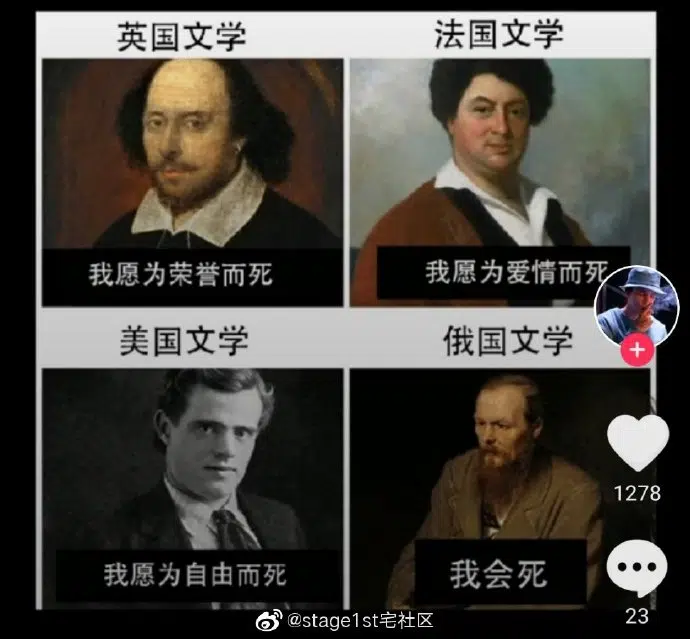 英国文学
法国文学
我愿为荣誉而死
我愿为爱情而死
美国文学
俄国文学
我愿为自由而死
我会死
1278
23
@stage1st宅社区